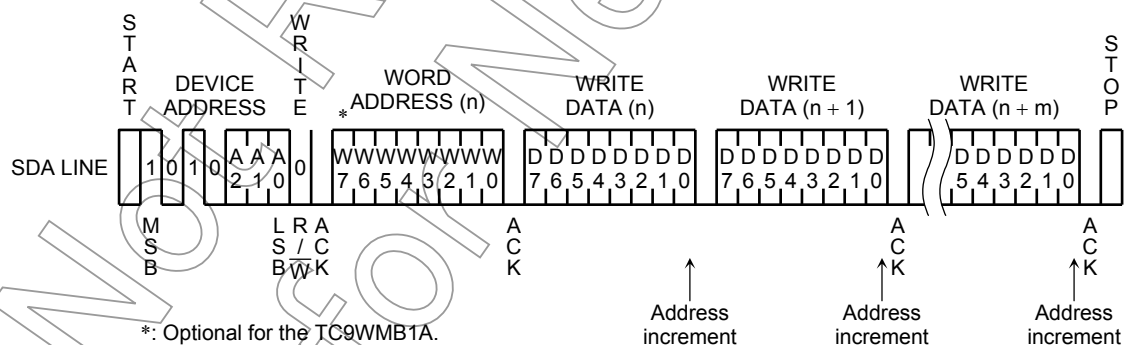 START
WRITE
STOP
DEVICE
ADDRESS
WORD
ADDRESS (n)
*
WRITE
DATA (n)
WRITE
DATA (n + 1)
WRITE
DATA (n + m)
SDA LINE
1 0 1 0 A2 A1 A0 0
W7 W6 W5 W4 W3 W2 W1 W0
D7 D6 D5 D4 D3 D2 D1 D0
D7 D6 D5 D4 D3 D2 D1 D0
D5 D4 D3 D2 D1 D0
MSB
LSB
R/W
ACK
ACK
ACK
ACK
Address
increment
Address
increment
Address
increment
*: Optional for the TC9WMB1A.
Not
for